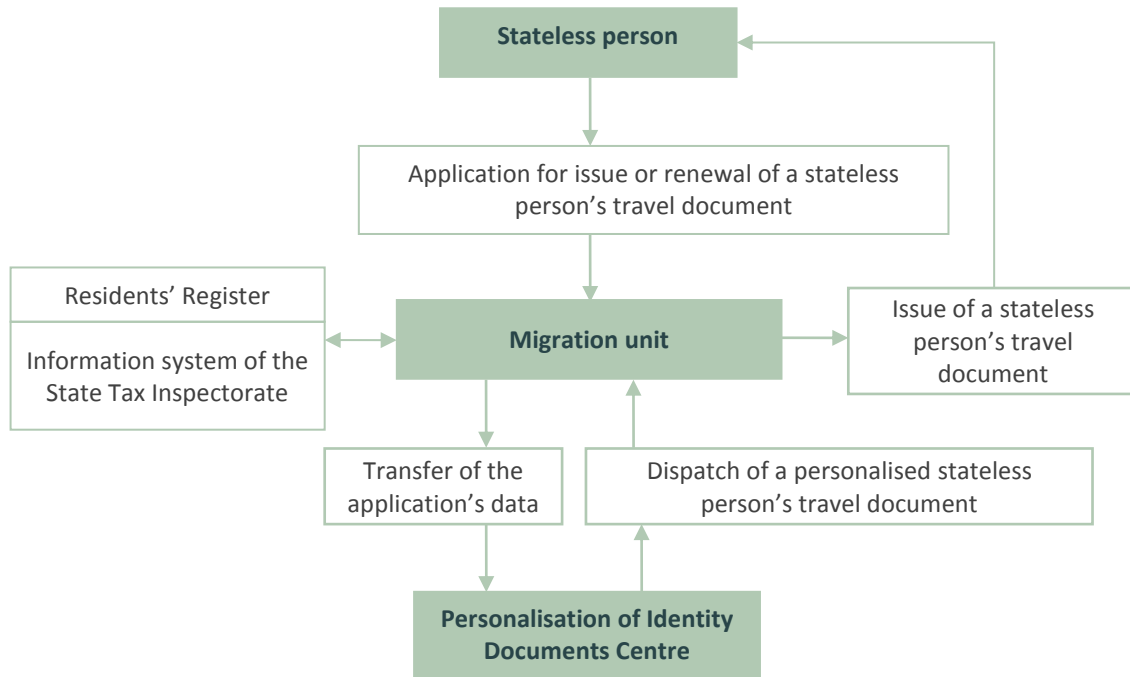 Stateless person
Application for issue or renewal of a stateless
person’s travel document
Residents’ Register
Information system of the
State Tax Inspectorate
Migration unit
Issue of a stateless
person’s travel
document
Transfer of the
application’s data
Dispatch of a personalised stateless
person’s travel document
Personalisation of Identity
Documents Centre